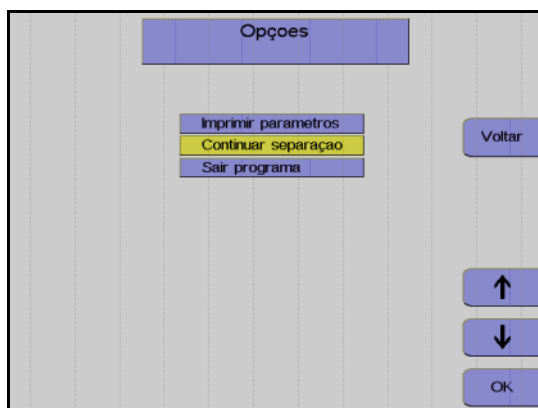 Opçoes
Imprimir parametros
Continuar separaçao
Sair programa
Voltar
↑
↓
OK